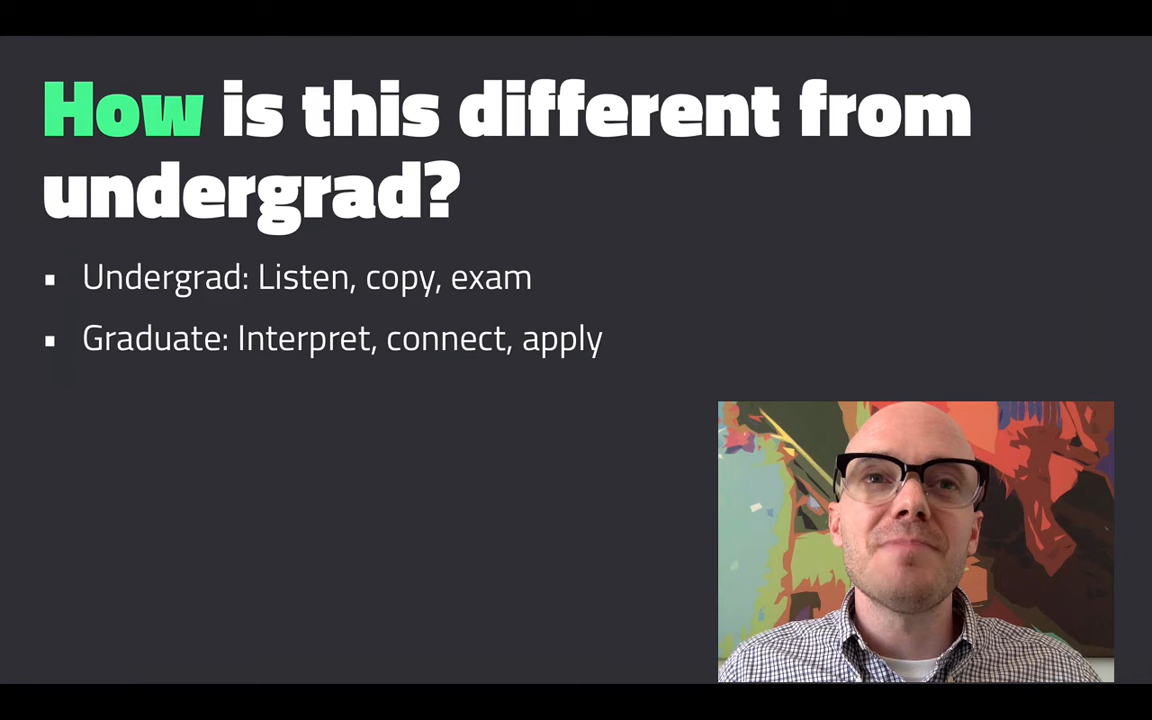 How is this different from
undergrad?
Undergrad: Listen, copy, exam
Graduate: Interpret, connect, apply